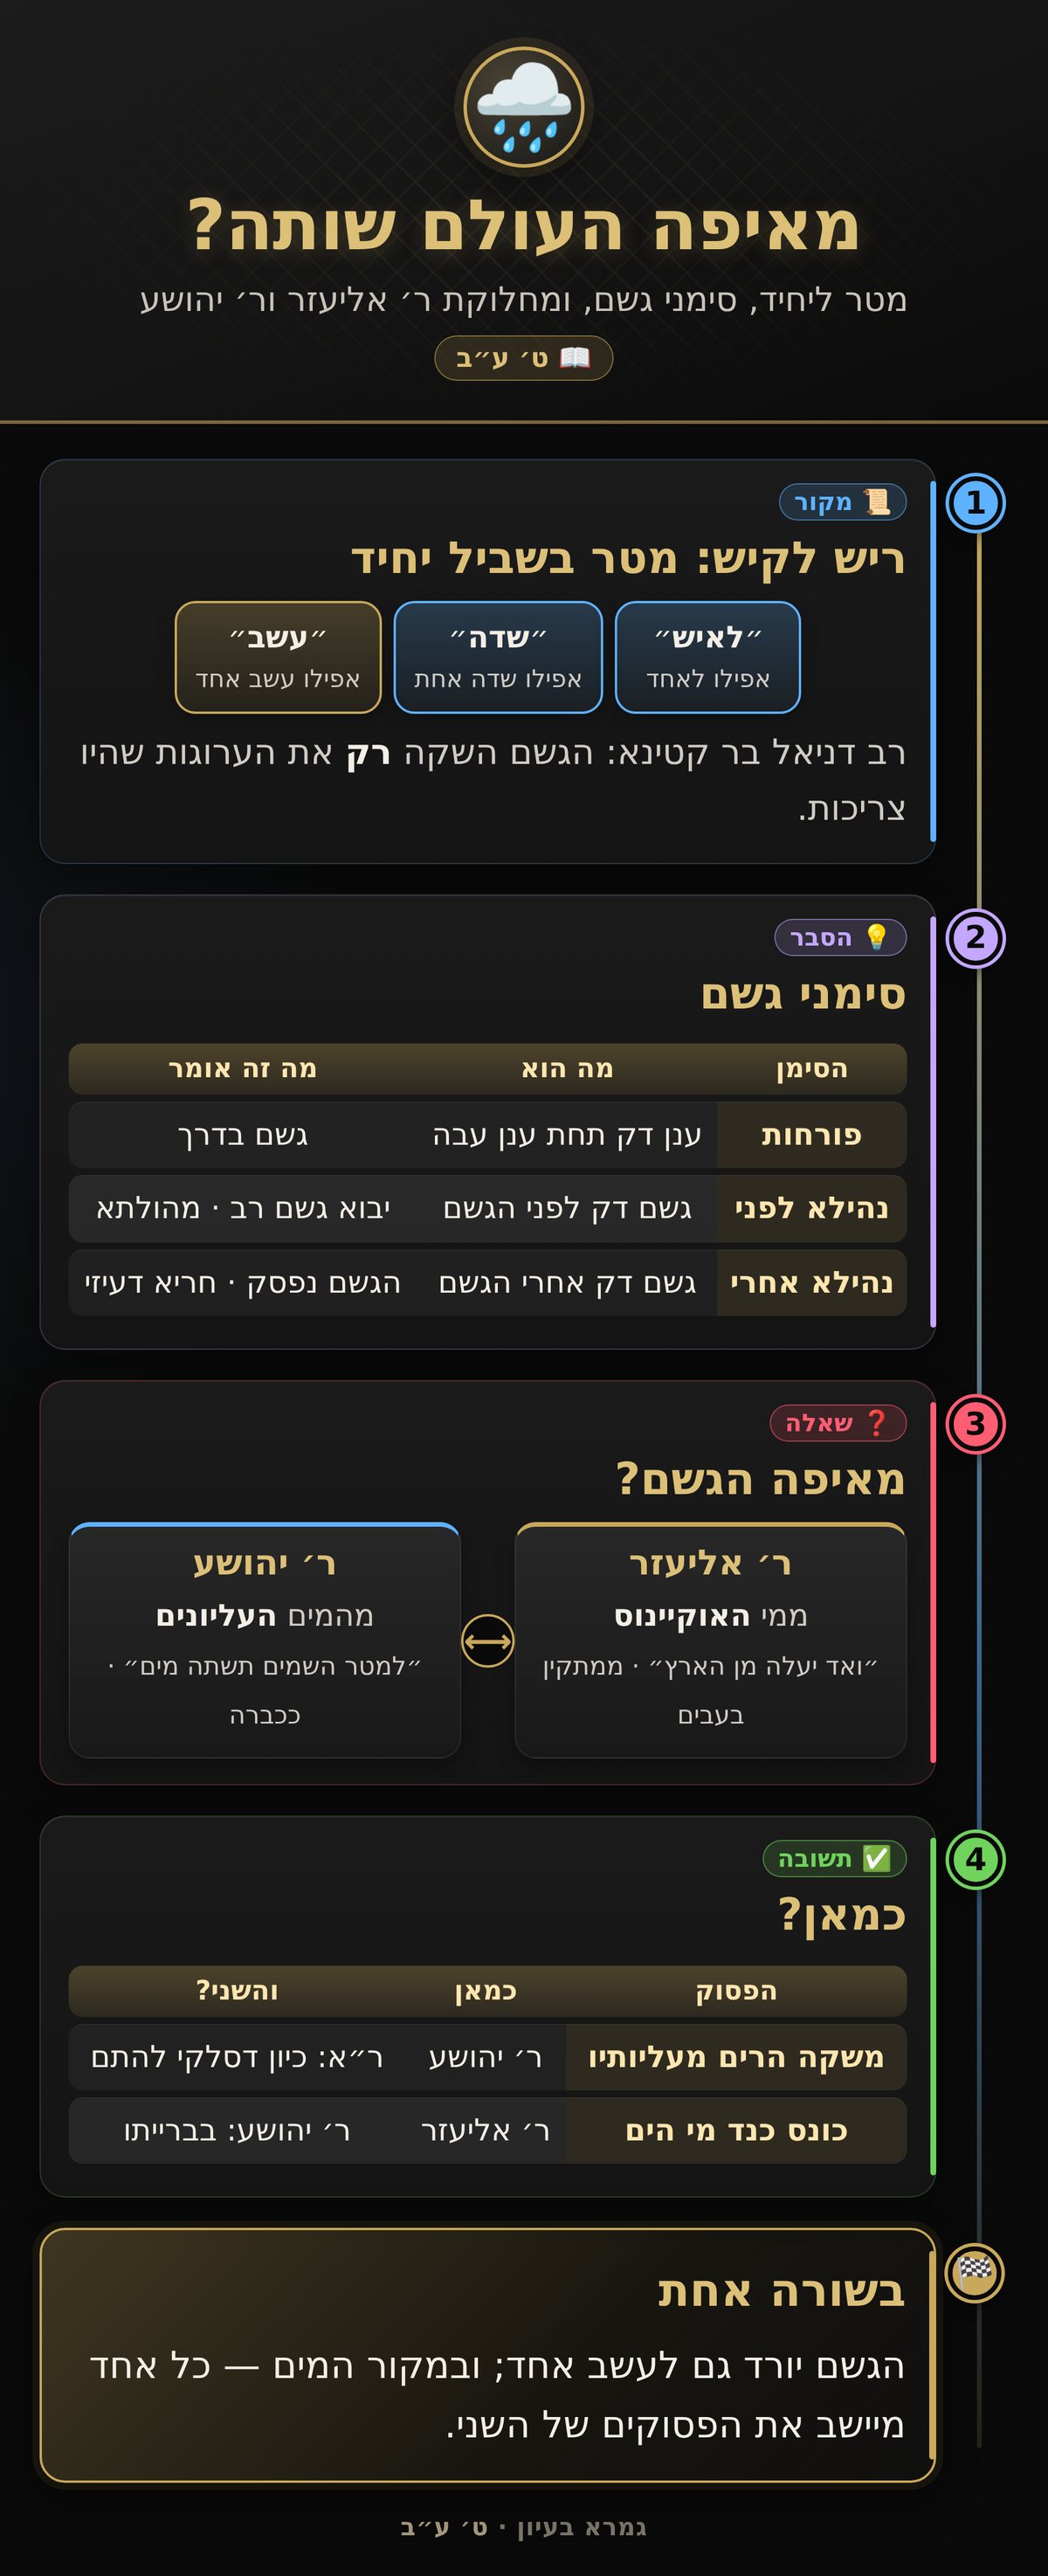 מאיפה העולם שותה?
מטר ליחיד, סימני גשם, ומחלוקת ר׳ אליעזר ור׳ יהושע
📖 ט׳ ע״ב
1
📜 מקור
ריש לקיש: מטר בשביל יחיד
״לאיש״ ״שדה״ ״עשב״
אפילו לאחד אפילו שדה אחת אפילו עשב אחד
רב דניאל בר קטינא: הגשם השקה רק את הערוגות שהיו
צריכות.
2
💡 הסבר
סימני גשם
הסימן מה הוא מה זה אומר
פורחות ענן דק תחת ענן עבה גשם בדרך
נהילא לפני גשם דק לפני הגשם יבוא גשם רב · מהולתא
נהילא אחרי גשם דק אחרי הגשם הגשם נפסק · חריא דעיזי
3
❓ שאלה
מאיפה הגשם?
ר׳ אליעזר
ממי האוקיינוס
״ואד יעלה מן הארץ״ · ממתקין
בעבים
⟷
ר׳ יהושע
מהמים העליונים
״למטר השמים תשתה מים״ ·
ככברה
4
✅ תשובה
כמאן?
הפסוק כמאן והשני?
משקה הרים מעליותיו ר׳ יהושע ר״א: כיון דסלקי להתם
כונס כנד מי הים ר׳ אליעזר ר׳ יהושע: בברייתו
🏁
בשורה אחת
הגשם יורד גם לעשב אחד; ובמקור המים — כל אחד
מיישב את הפסוקים של השני.
גמרא בעיון · ט׳ ע״ב